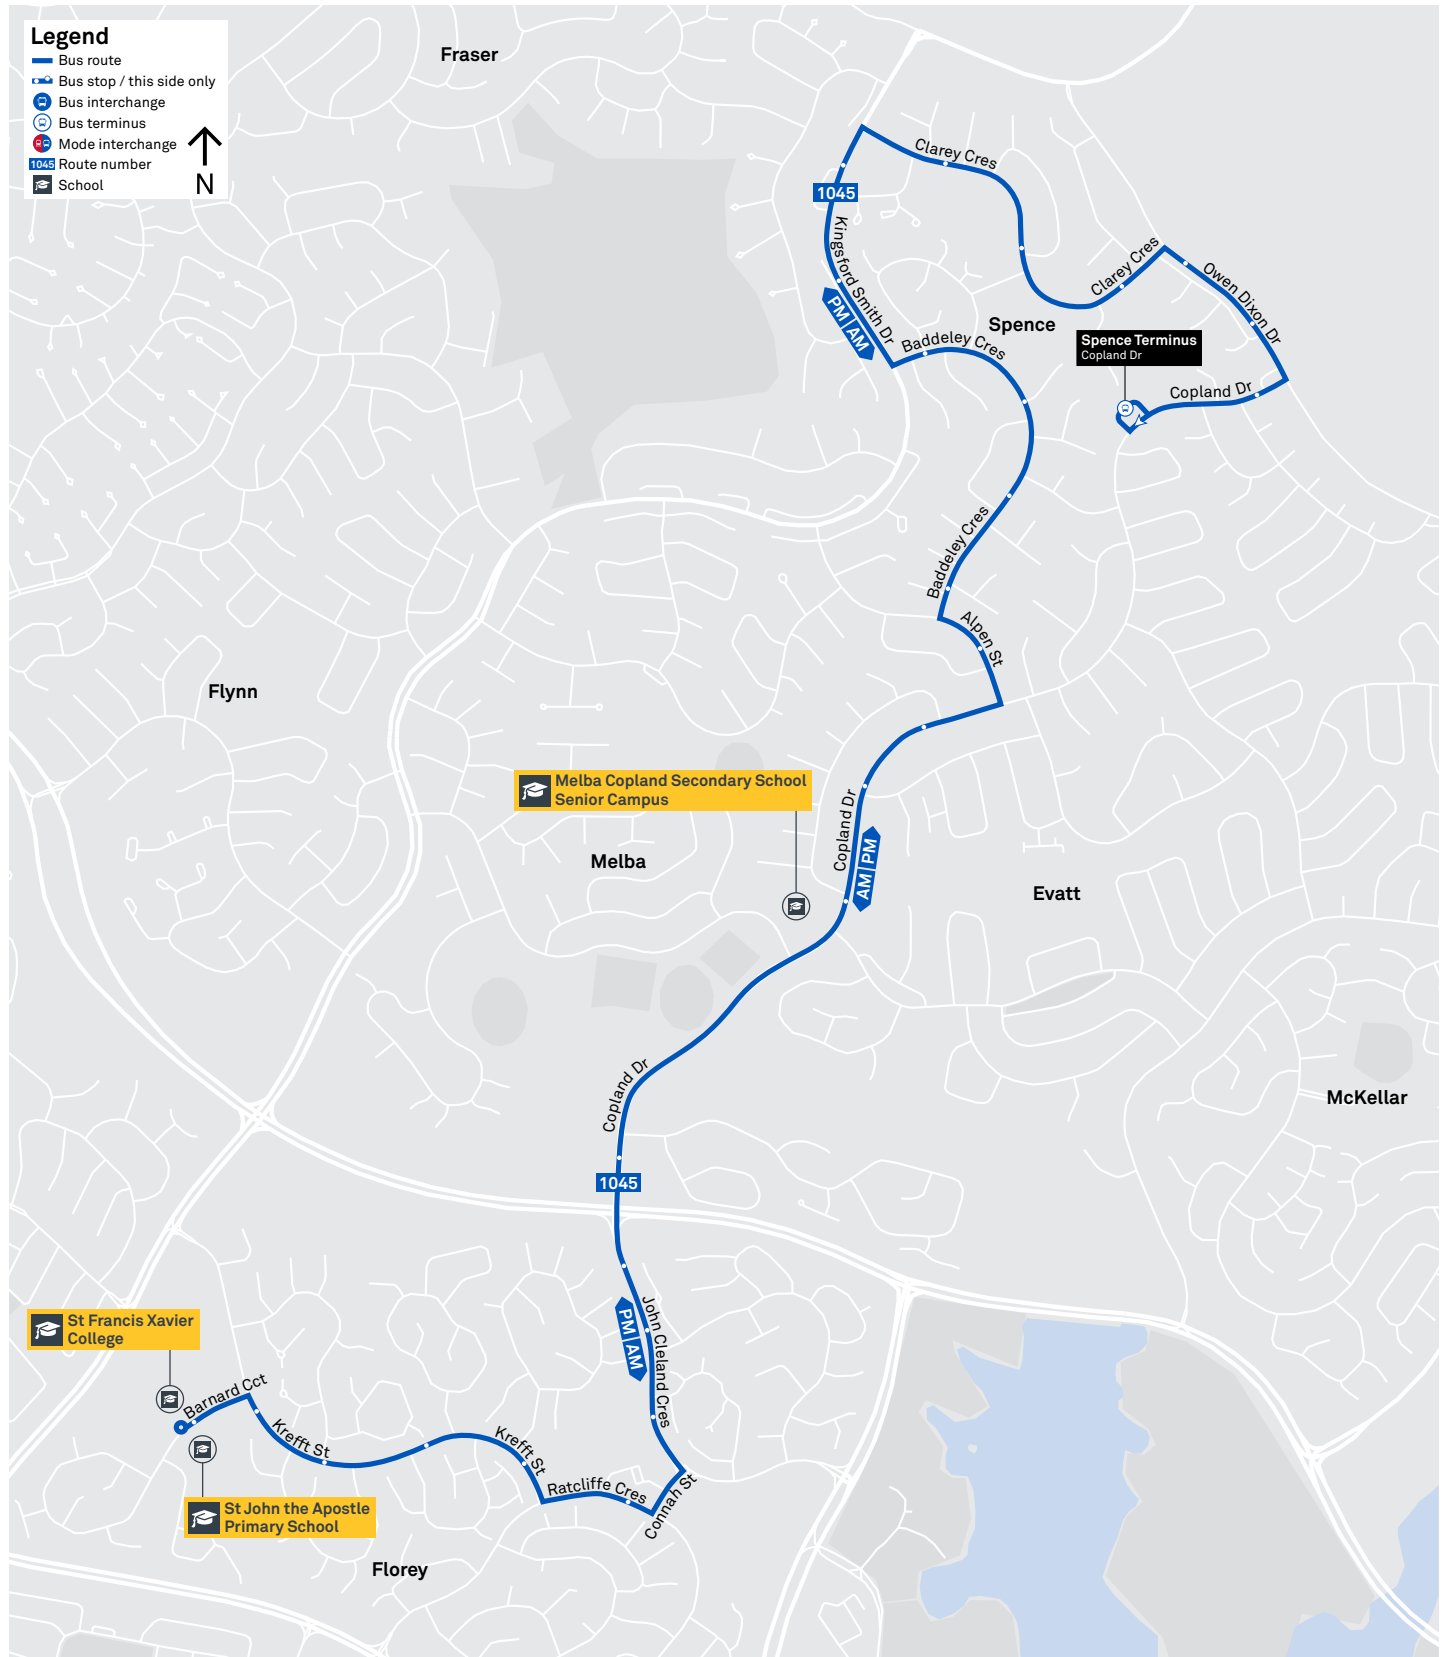 Legend
Bus route
Bus stop / this side only
Bus interchange
Bus terminus
Mode interchange
1045 Route number
School
N
Fraser
Clarey Cres
1045
Kingsford Smith Dr
PM AM
Clarey Cres
Owen Dixon Dr
Spence
Baddeley Cres
Spence Terminus
Copland Dr
Copland Dr
Baddeley Cres
Alpen St
Flynn
Melba Copland Secondary School
Senior Campus
Copland Dr
AM PM
Melba
Evatt
Copland Dr
McKellar
1045
John Cleland Cres
PM AM
St Francis Xavier
College
Barnard Cct
Krefft St
Krefft St
Ratcliffe Cres
Connah St
St John the Apostle
Primary School
Florey